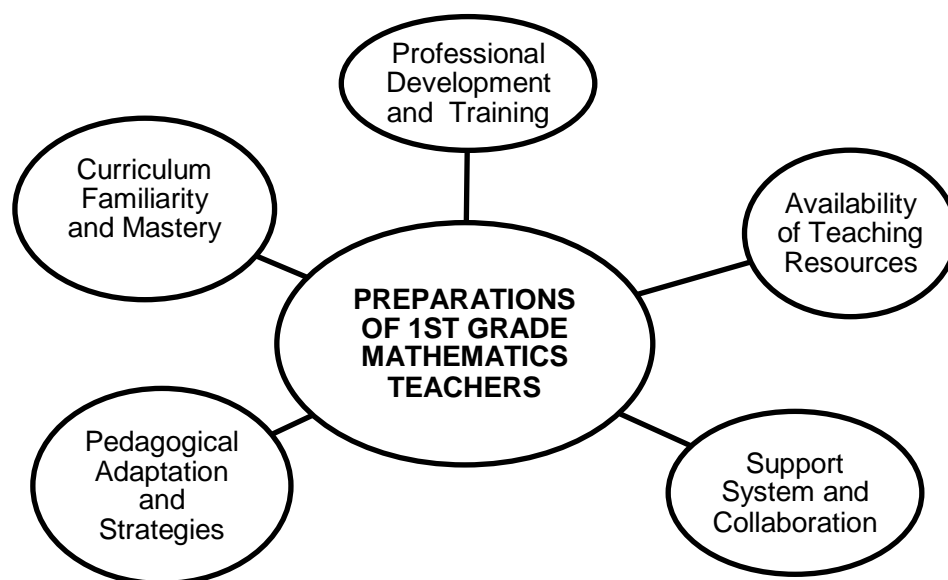 Professional
Development
and Training
Curriculum
Familiarity
and Mastery
Availability
of Teaching
Resources
PREPARATIONS
OF 1ST GRADE
MATHEMATICS
TEACHERS
Pedagogical
Adaptation
and
Strategies
Support
System and
Collaboration